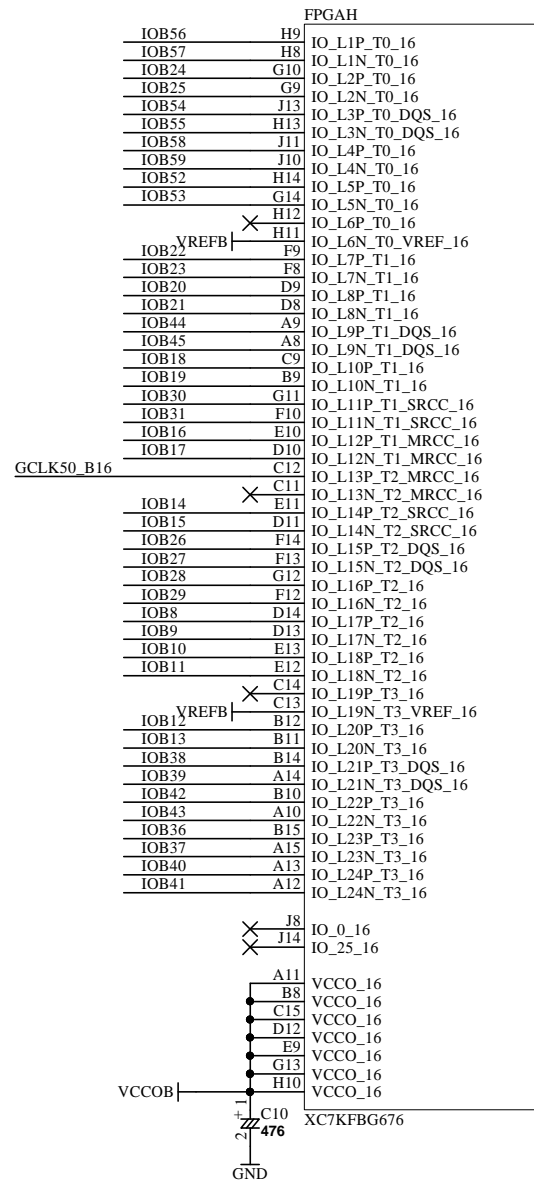 FPGAH
IOB56 H9 IO_L1P_T0_16
IOB57 H8 IO_L1N_T0_16
IOB24 G10 IO_L2P_T0_16
IOB25 G9 IO_L2N_T0_16
IOB54 J13 IO_L3P_T0_DQS_16
IOB55 H13 IO_L3N_T0_DQS_16
IOB58 J11 IO_L4P_T0_16
IOB59 J10 IO_L4N_T0_16
IOB52 H14 IO_L5P_T0_16
IOB53 G14 IO_L5N_T0_16
H12 IO_L6P_T0_16
VREFB H11 IO_L6N_T0_VREF_16
IOB22 F9 IO_L7P_T1_16
IOB23 F8 IO_L7N_T1_16
IOB20 D9 IO_L8P_T1_16
IOB21 D8 IO_L8N_T1_16
IOB44 A9 IO_L9P_T1_DQS_16
IOB45 A8 IO_L9N_T1_DQS_16
IOB18 C9 IO_L10P_T1_16
IOB19 B9 IO_L10N_T1_16
IOB30 G11 IO_L11P_T1_SRCC_16
IOB31 F10 IO_L11N_T1_SRCC_16
IOB16 E10 IO_L12P_T1_MRCC_16
IOB17 D10 IO_L12N_T1_MRCC_16
GCLK50_B16 C12 IO_L13P_T2_MRCC_16
C11 IO_L13N_T2_MRCC_16
IOB14 E11 IO_L14P_T2_SRCC_16
IOB15 D11 IO_L14N_T2_SRCC_16
IOB26 F14 IO_L15P_T2_DQS_16
IOB27 F13 IO_L15N_T2_DQS_16
IOB28 G12 IO_L16P_T2_16
IOB29 F12 IO_L16N_T2_16
IOB8 D14 IO_L17P_T2_16
IOB9 D13 IO_L17N_T2_16
IOB10 E13 IO_L18P_T2_16
IOB11 E12 IO_L18N_T2_16
C14 IO_L19P_T3_16
VREFB C13 IO_L19N_T3_VREF_16
IOB12 B12 IO_L20P_T3_16
IOB13 B11 IO_L20N_T3_16
IOB38 B14 IO_L21P_T3_DQS_16
IOB39 A14 IO_L21N_T3_DQS_16
IOB42 B10 IO_L22P_T3_16
IOB43 A10 IO_L22N_T3_16
IOB36 B15 IO_L23P_T3_16
IOB37 A15 IO_L23N_T3_16
IOB40 A13 IO_L24P_T3_16
IOB41 A12 IO_L24N_T3_16
J8 IO_0_16
J14 IO_25_16
A11 VCCO_16
B8 VCCO_16
C15 VCCO_16
D12 VCCO_16
E9 VCCO_16
G13 VCCO_16
VCCOB H10 VCCO_16
+ 1 C10 XC7KFBG676
2 476
GND